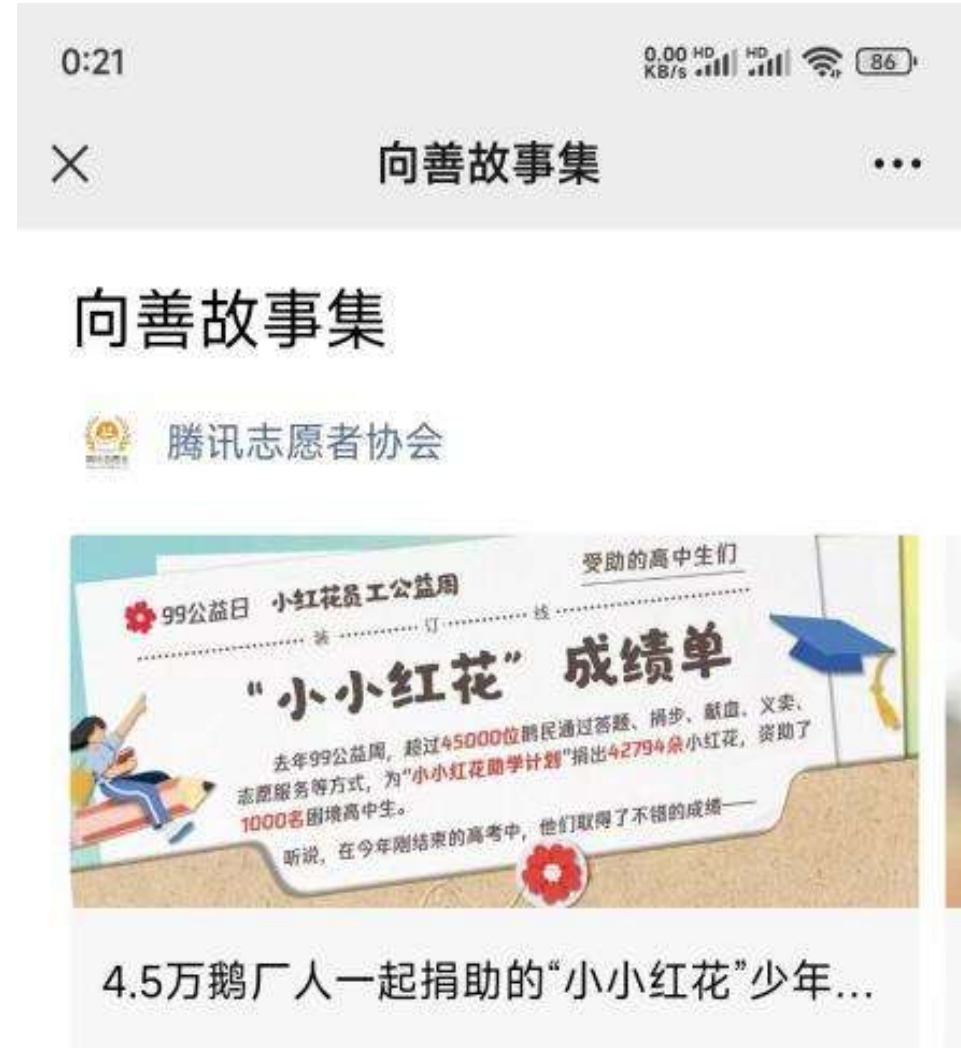 0:21
0.00 KB/s HD HD 86
向善故事集
向善故事集
腾讯志愿者协会
99公益日 小红花员工公益周 受助的高中生们
装 订 线
“小小红花”成绩单
去年99公益周，超过45000位鹅民通过答题、捐步、献血、义卖、
志愿服务等方式，为“小小红花助学计划”捐出42794朵小红花，资助了
1000名困境高中生。
听说，在今年刚结束的高考中，他们取得了不错的成绩——
4.5万鹅厂人一起捐助的“小小红花”少年...